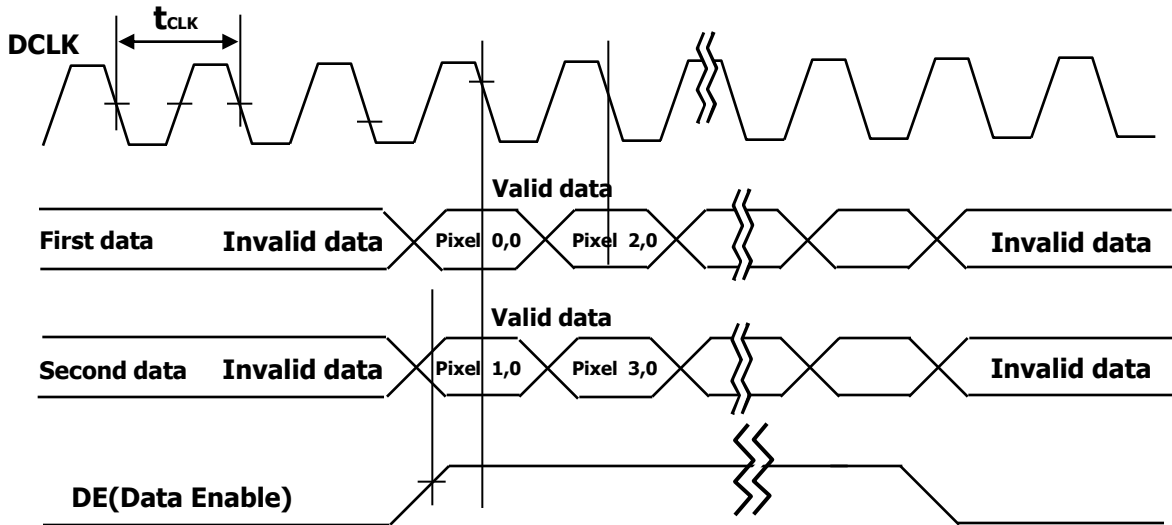 tCLK
DCLK
Valid data
First data Invalid data Pixel 0,0 Pixel 2,0 Invalid data
Valid data
Second data Invalid data Pixel 1,0 Pixel 3,0 Invalid data
DE(Data Enable)